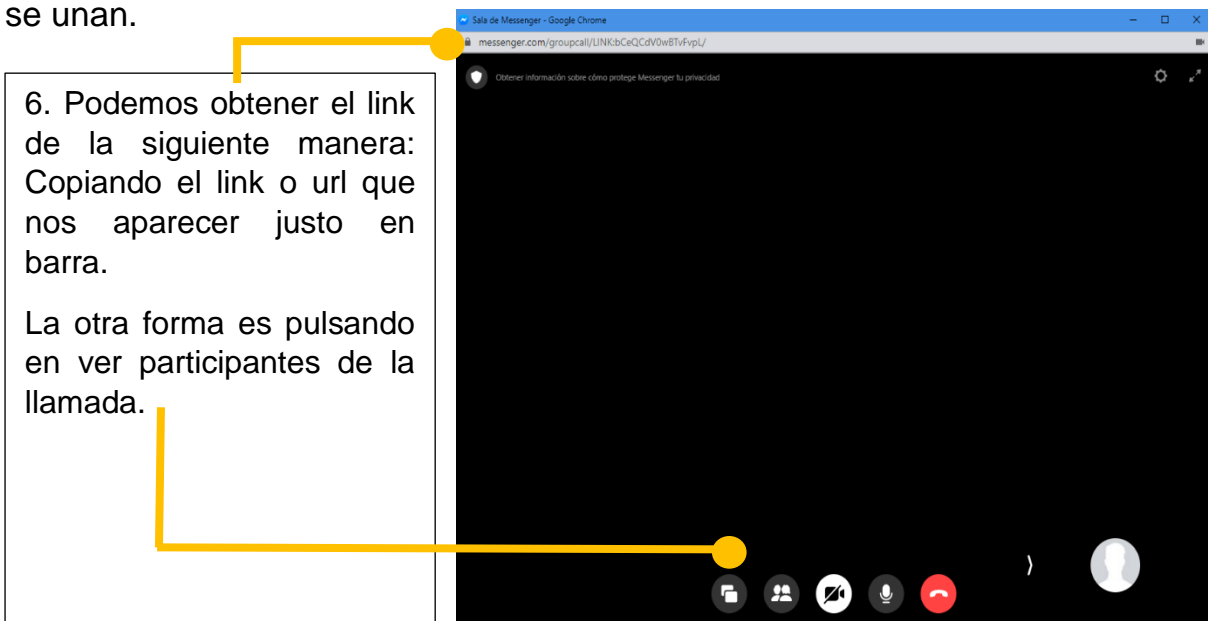 se unan.
Sala de Messenger - Google Chrome
messenger.com/groupcall/LINK:bCeQCdV0wBTvFvpL/
Obtener información sobre cómo protege Messenger tu privacidad
6. Podemos obtener el link
de la siguiente manera:
Copiando el link o url que
nos aparecer justo en
barra.
La otra forma es pulsando
en ver participantes de la
llamada.